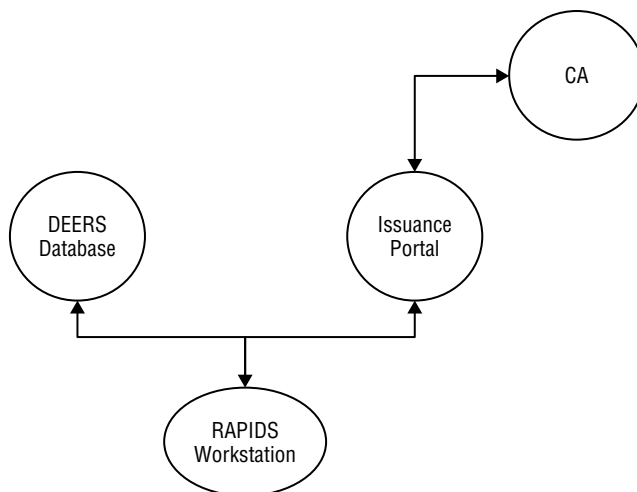 CA
DEERS
Database
Issuance
Portal
RAPIDS
Workstation